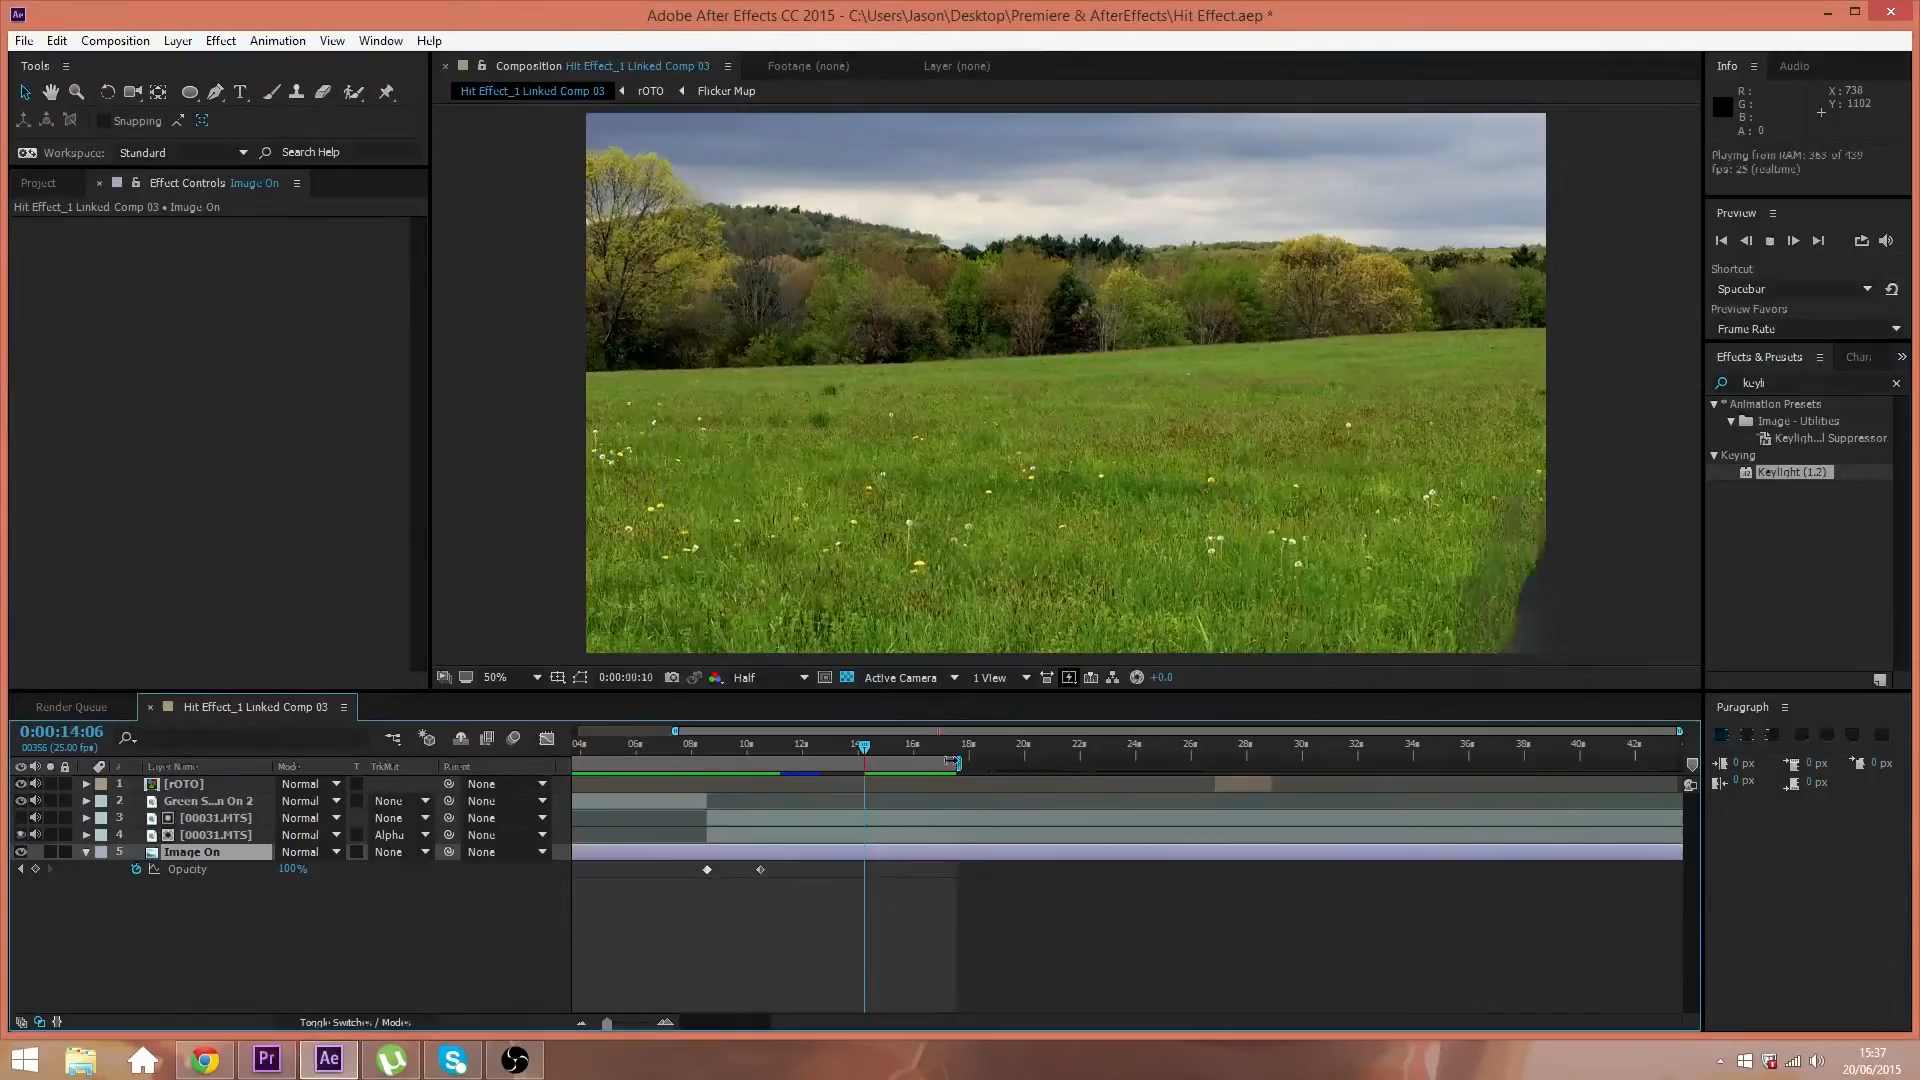 Ae
Adobe After Effects CC 2015 - C:\Users\Jason\Desktop\Premiere & AfterEffects\Hit Effect.aep *
File Edit Composition Layer Effect Animation View Window Help
Tools
Snapping
Workspace: Standard Search Help
Project × Effect Controls Image On
Hit Effect_1 Linked Comp 03 • Image On
× Composition Hit Effect_1 Linked Comp 03 Footage (none) Layer (none)
Hit Effect_1 Linked Comp 03 rOTO Flicker Map
50% 0:00:00:10 Half Active Camera 1 View +0.0
Info Audio
R : X : 738
G : Y : 1102
B :
A : 0
Playing from RAM: 363 of 439
fps: 25 (realtime)
Preview
Shortcut
Spacebar
Preview Favors
Frame Rate
Effects & Presets Char
keyli
* Animation Presets
Image - Utilities
Keyligh...l Suppressor
Keying
Keylight (1.2)
Render Queue × Hit Effect_1 Linked Comp 03
0:00:14:06
00356 (25.00 fps)
04s 06s 08s 10s 12s 14s 16s 18s 20s 22s 24s 26s 28s 30s 32s 34s 36s 38s 40s 42s
# Layer Name Mode T TrkMat Parent
1 [rOTO] Normal None
2 Green S...n On 2 Normal None None
3 [00031.MTS] Normal None None
4 [00031.MTS] Normal Alpha None
5 Image On Normal None None
Opacity 100%
Toggle Switches / Modes
Paragraph
0 px 0 px 0 px
0 px 0 px
Pr Ae
15:37
20/06/2015